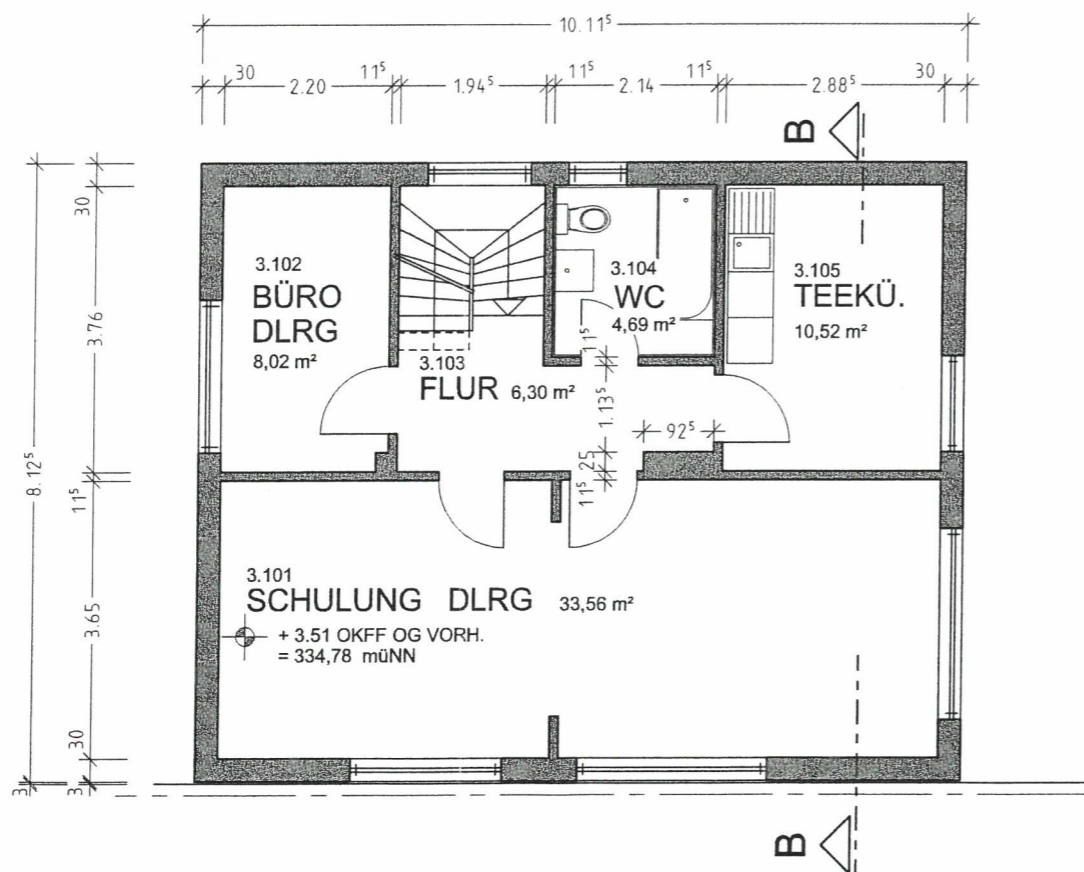 10.11⁵
30 2.20 11⁵ 1.94⁵ 11⁵ 2.14 11⁵ 2.88⁵ 30
B
8.12⁵
30
3.76
11⁵
3.65
30
3
3
3.102
BÜRO
DLRG
8,02 m²
3.103
FLUR 6,30 m²
3.104
WC
4,69 m²
3.105
TEEKÜ.
10,52 m²
11⁵
1.13⁵
92⁵
25
11⁵
3.101
SCHULUNG DLRG 33,56 m²
+ 3.51 OKFF OG VORH.
= 334,78 müNN
B